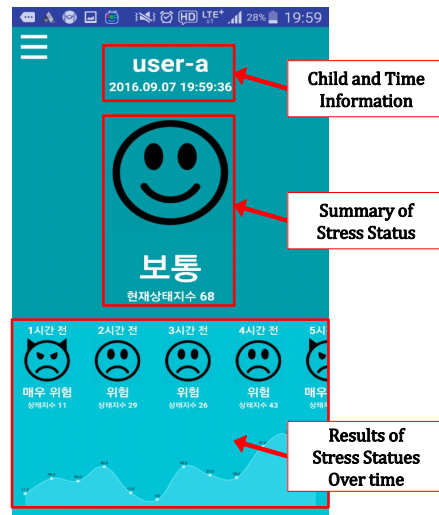 HD LTE+ 28% 19:59
user-a
2016.09.07 19:59:36
Child and Time
Information
보통
현재상태지수 68
Summary of
Stress Status
1시간 전 2시간 전 3시간 전 4시간 전
매우 위험 위험 위험 위험
상태지수 11 상태지수 29 상태지수 26 상태지수 43
Results of
Stress Statues
Over time